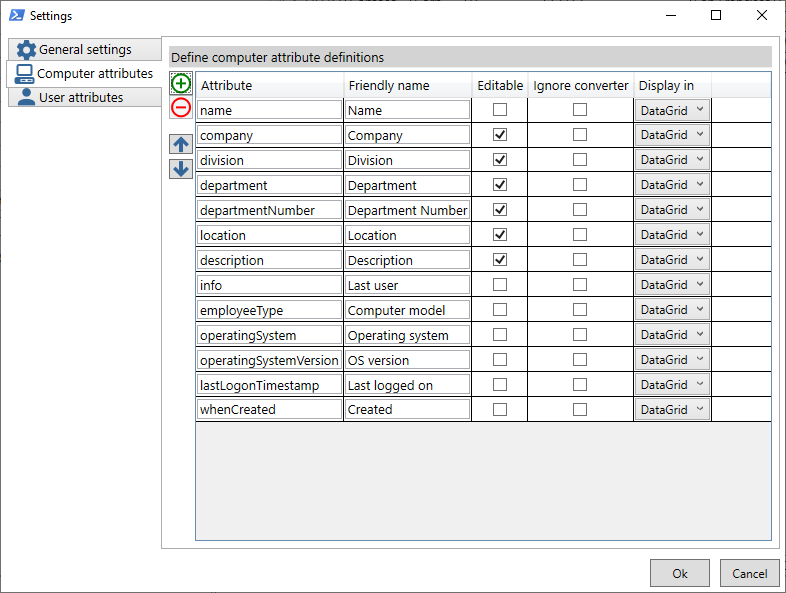 Settings
General settings
Computer attributes
User attributes
Define computer attribute definitions
Attribute Friendly name Editable Ignore converter Display in
name Name DataGrid
company Company DataGrid
division Division DataGrid
department Department DataGrid
departmentNumber Department Number DataGrid
location Location DataGrid
description Description DataGrid
info Last user DataGrid
employeeType Computer model DataGrid
operatingSystem Operating system DataGrid
operatingSystemVersion OS version DataGrid
lastLogonTimestamp Last logged on DataGrid
whenCreated Created DataGrid
Ok Cancel